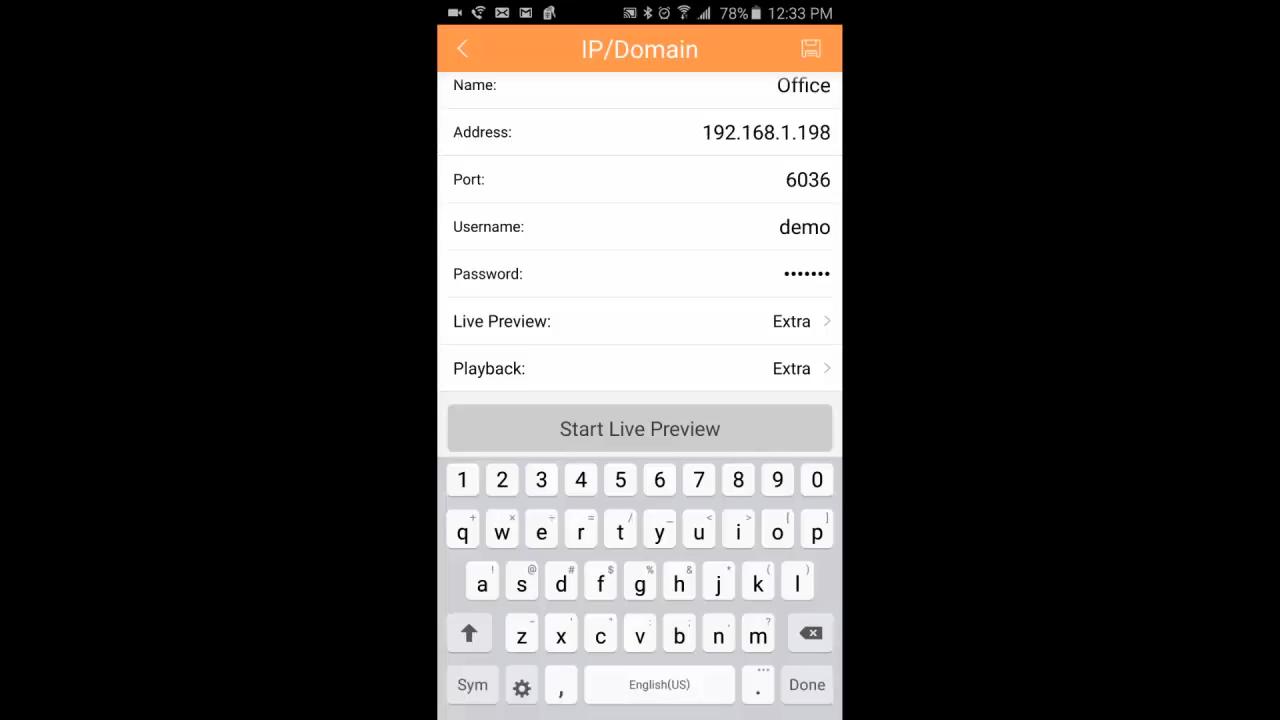 78% 12:33 PM
IP/Domain
Name: Office
Address: 192.168.1.198
Port: 6036
Username: demo
Password: •••••••
Live Preview: Extra >
Playback: Extra >
Start Live Preview
1 2 3 4 5 6 7 8 9 0
q w e r t y u i o p
a s d f g h j k l
z x c v b n m
Sym , English(US) . Done